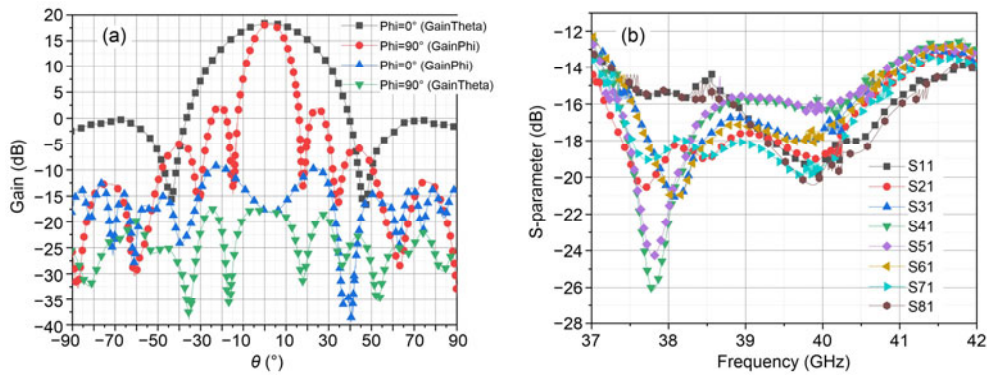 (a)
Phi=0° (GainTheta)
Phi=90° (GainPhi)
Phi=0° (GainPhi)
Phi=90° (GainTheta)
Gain (dB)
20
15
10
5
0
−5
−10
−15
−20
−25
−30
−35
−40
−90 −70 −50 −30 −10 10 30 50 70 90
θ (°)
(b)
S-parameter (dB)
−12
−14
−16
−18
−20
−22
−24
−26
−28
S11
S21
S31
S41
S51
S61
S71
S81
37 38 39 40 41 42
Frequency (GHz)